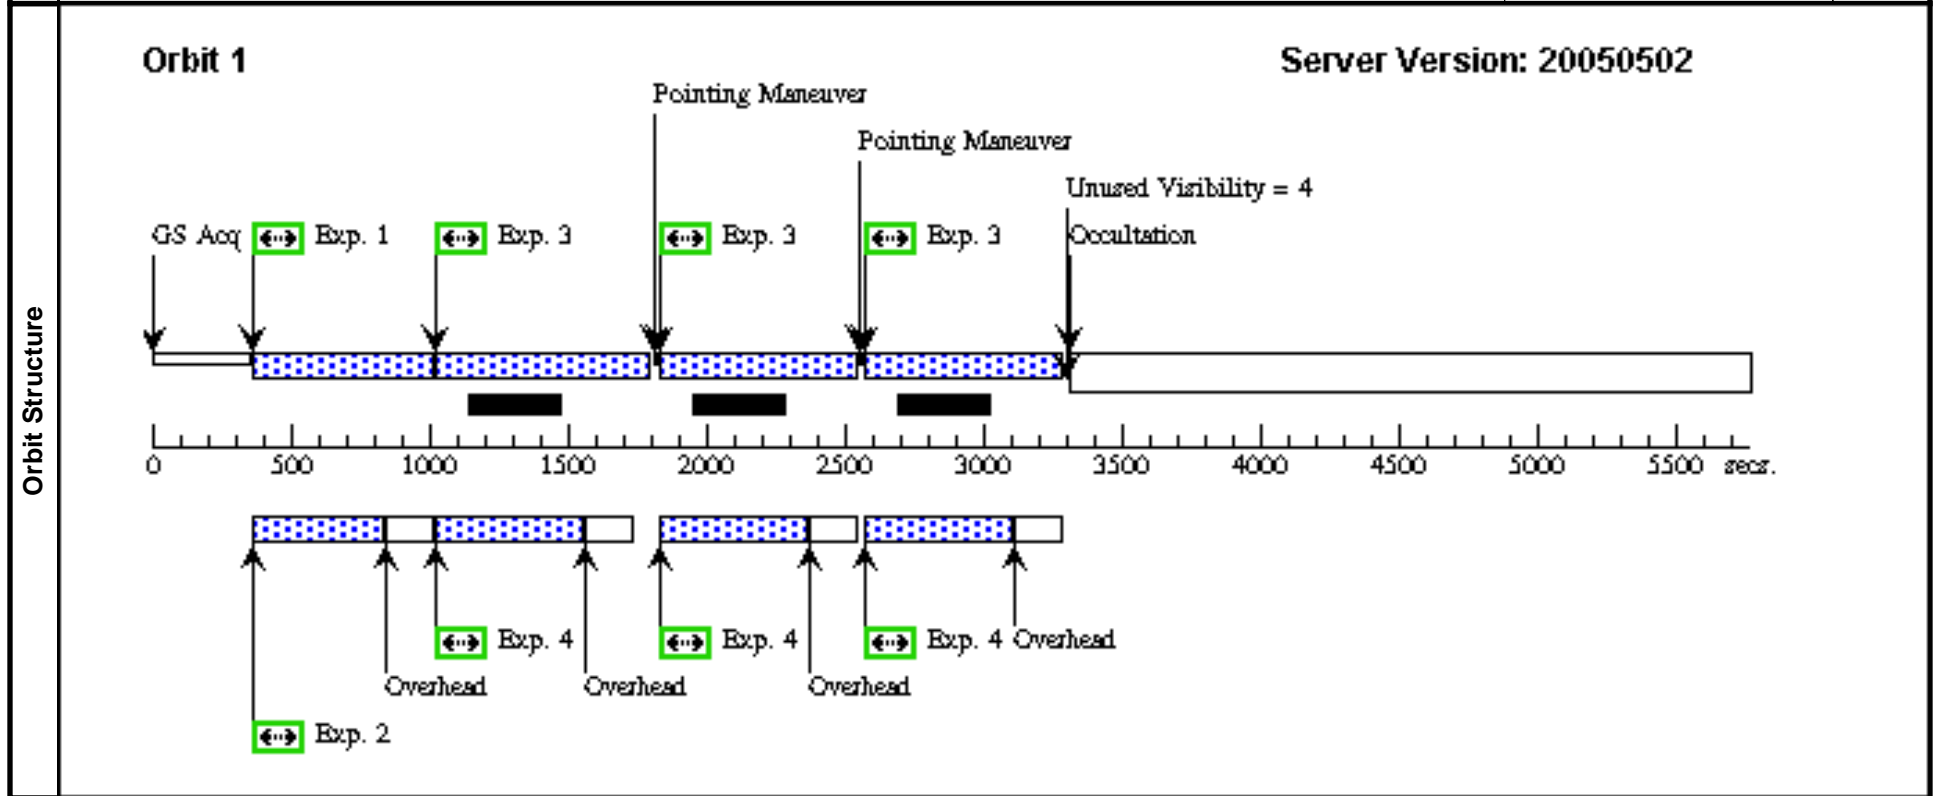 Orbit 1
Server Version: 20050502
Pointing Maneuver
Pointing Maneuver
Unused Visibility = 4
GS Acq
Exp. 1
Exp. 3
Exp. 3
Exp. 3
Occultation
Orbit Structure
0 500 1000 1500 2000 2500 3000 3500 4000 4500 5000 5500 secs.
Exp. 4
Exp. 4
Exp. 4
Overhead
Overhead
Overhead
Overhead
Exp. 2